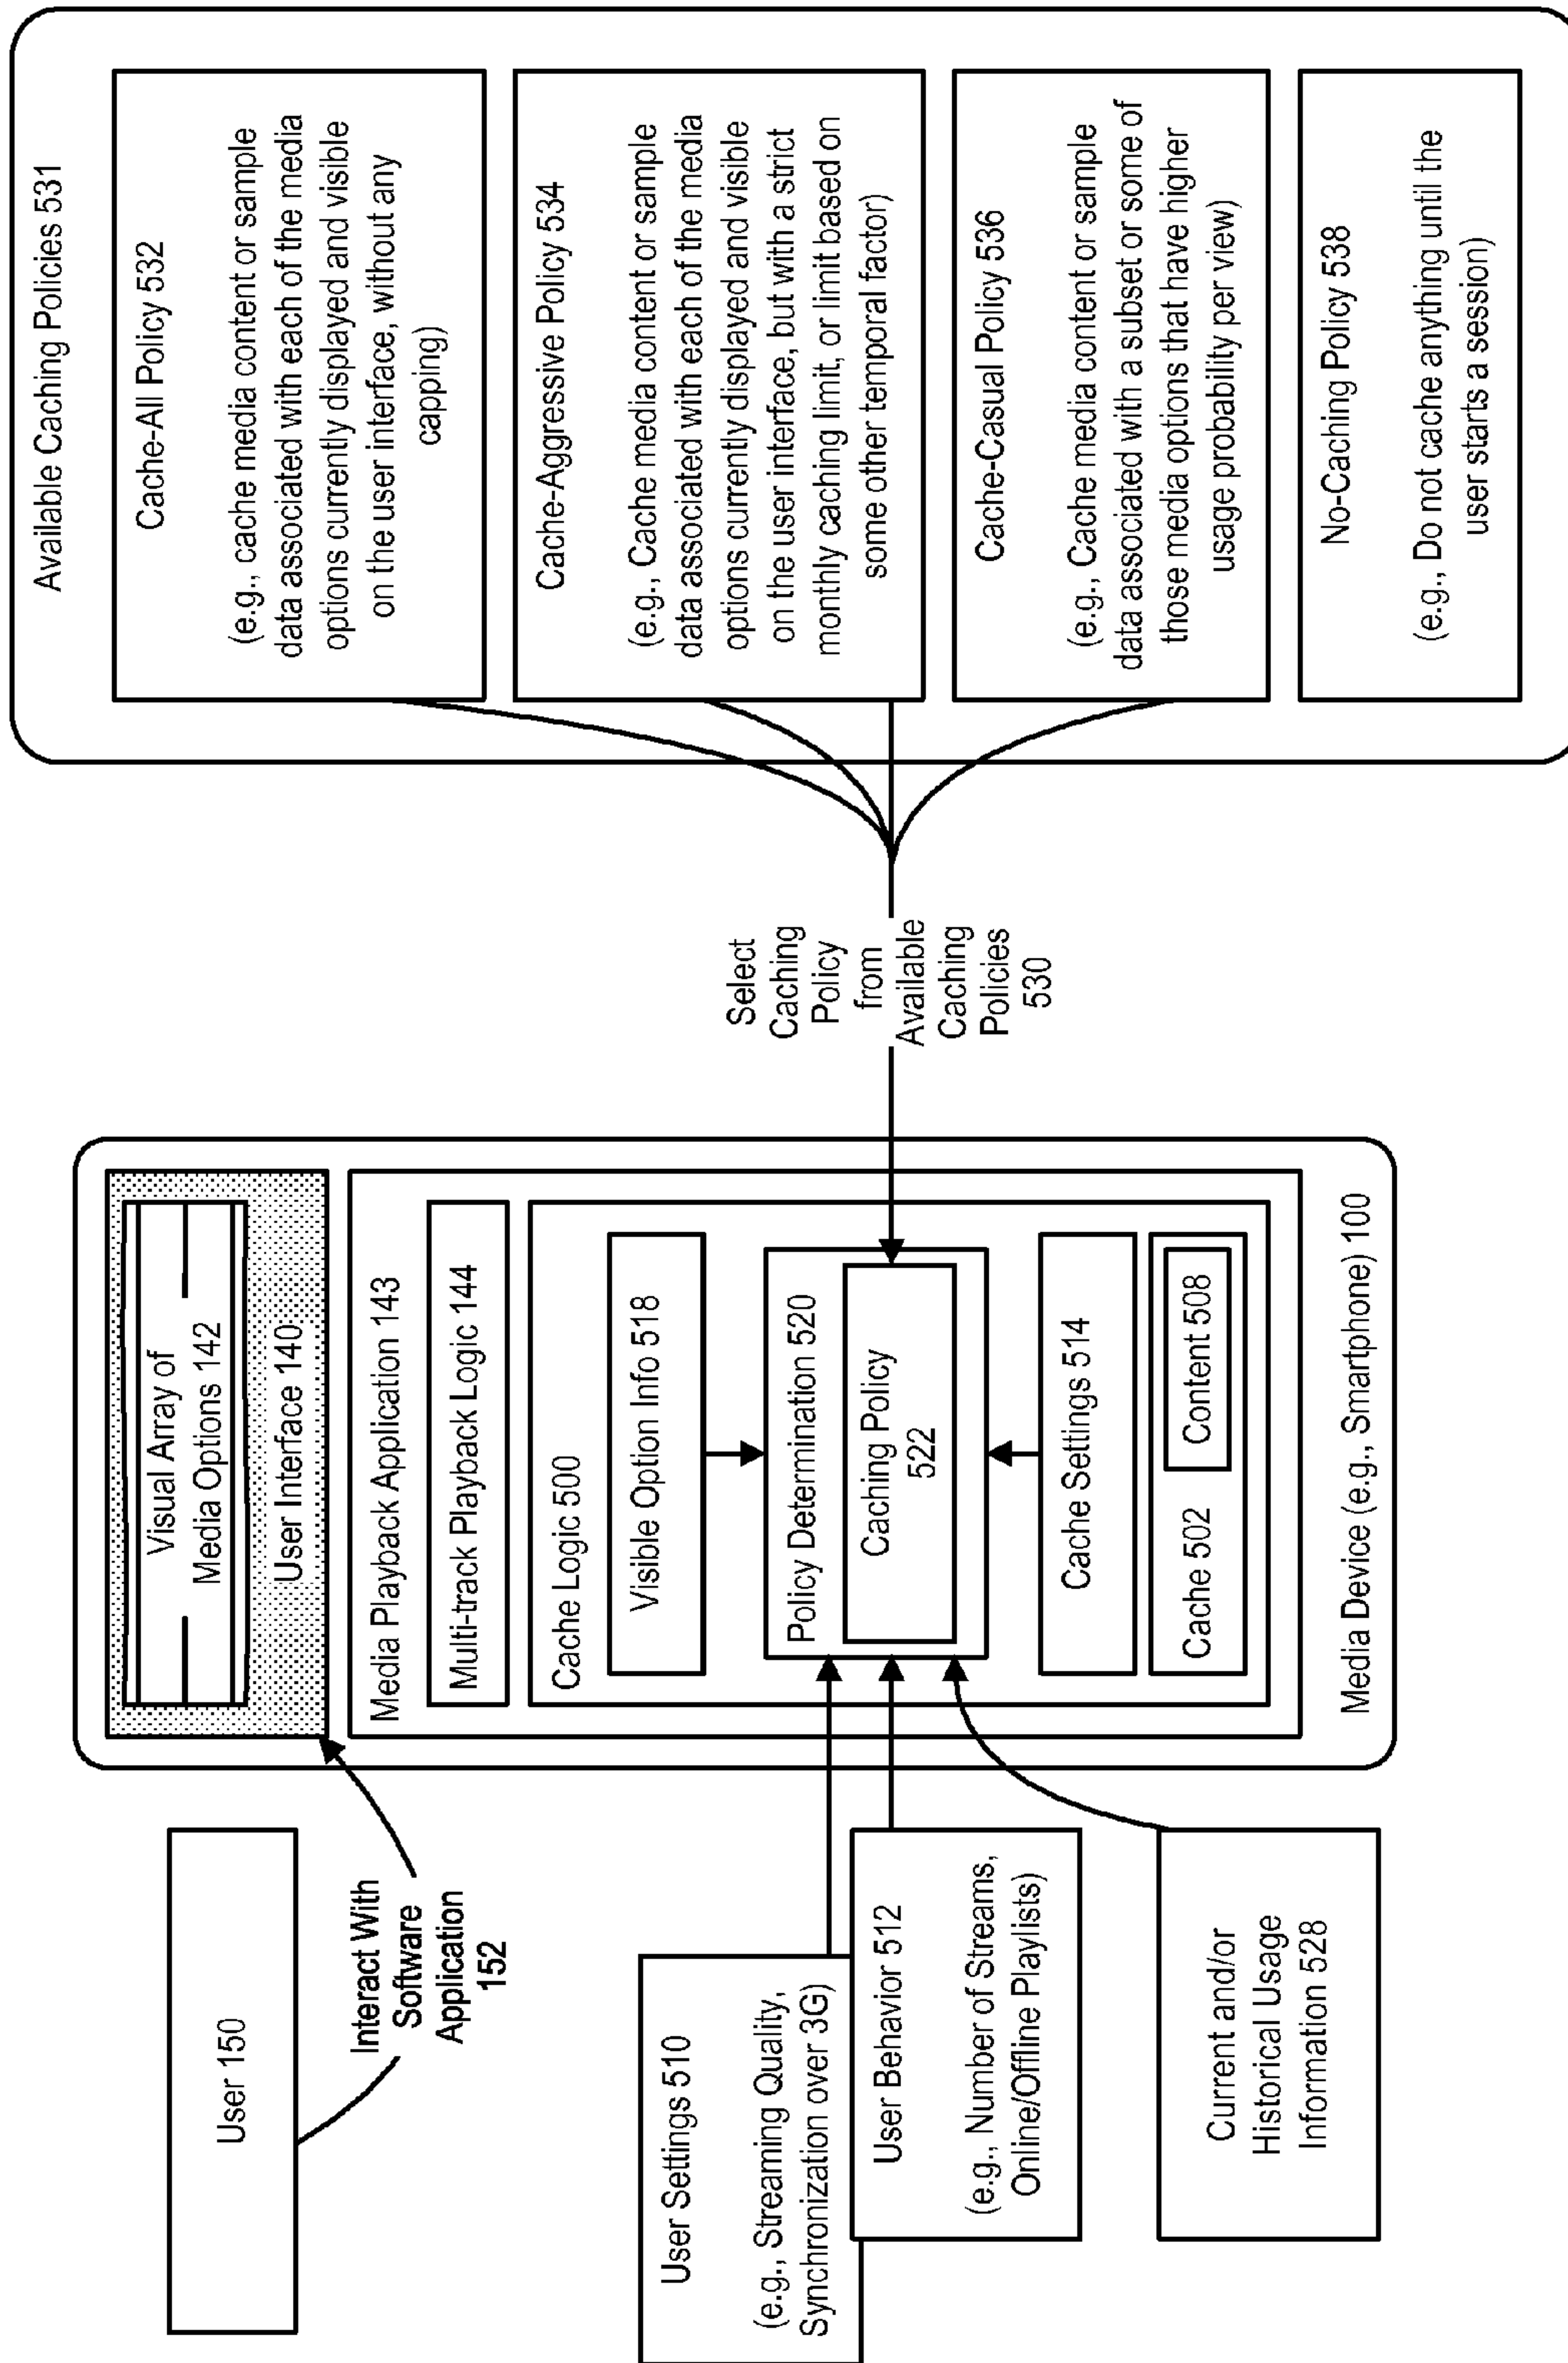 User 150
Interact With
Software
Application
152
User Settings 510
(e.g., Streaming Quality,
Synchronization over 3G)
User Behavior 512
(e.g., Number of Streams,
Online/Offline Playlists)
Current and/or
Historical Usage
Information 528
Visual Array of
Media Options 142
User Interface 140
Media Playback Application 143
Multi-track Playback Logic 144
Cache Logic 500
Visible Option Info 518
Policy Determination 520
Caching Policy
522
Cache Settings 514
Cache 502
Content 508
Media Device (e.g., Smartphone) 100
Select
Caching
Policy
from
Available
Caching
Policies
530
Available Caching Policies 531
Cache-All Policy 532
(e.g., cache media content or sample
data associated with each of the media
options currently displayed and visible
on the user interface, without any
capping)
Cache-Aggressive Policy 534
(e.g., Cache media content or sample
data associated with each of the media
options currently displayed and visible
on the user interface, but with a strict
monthly caching limit, or limit based on
some other temporal factor)
Cache-Casual Policy 536
(e.g., Cache media content or sample
data associated with a subset or some of
those media options that have higher
usage probability per view)
No-Caching Policy 538
(e.g., Do not cache anything until the
user starts a session)